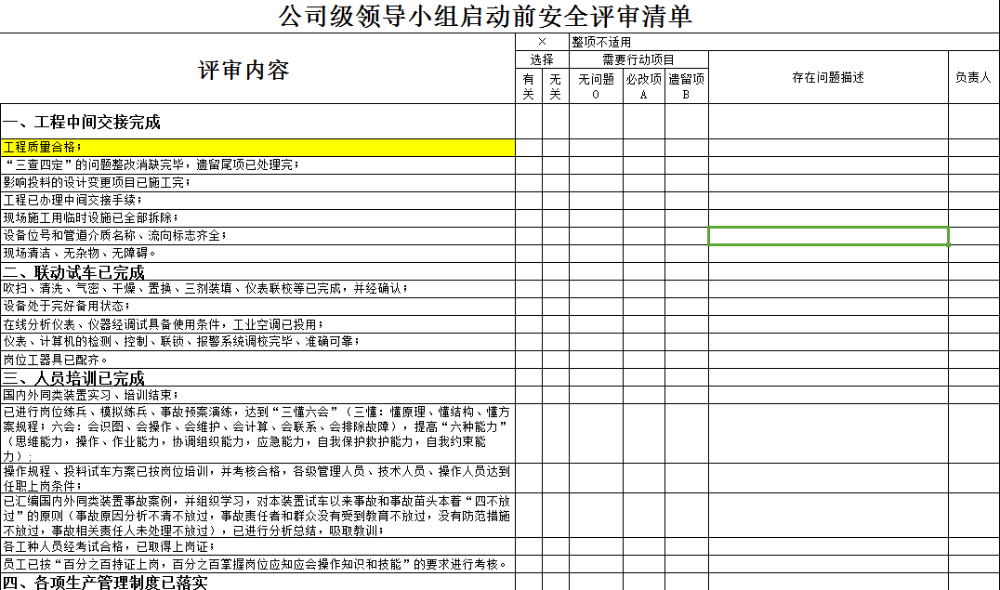 公司级领导小组启动前安全评审清单
× 整项不适用
评审内容
选择 需要行动项目
有关 无关 无问题 O 必改项 A 遗留项 B 存在问题描述 负责人
一、工程中间交接完成
工程质量合格；
“三查四定”的问题整改消缺完毕，遗留尾项已处理完；
影响投料的设计变更项目已施工完；
工程已办理中间交接手续；
现场施工用临时设施已全部拆除；
设备位号和管道介质名称、流向标志齐全；
现场清洁、无杂物、无障碍。
二、联动试车已完成
吹扫、清洗、气密、干燥、置换、三剂装填、仪表联校等已完成，并经确认；
设备处于完好备用状态；
在线分析仪表、仪器经调试具备使用条件，工业空调已投用；
仪表、计算机的检测、控制、联锁、报警系统调校完毕、准确可靠；
岗位工器具已配齐。
三、人员培训已完成
国内外同类装置实习、培训结束；
已进行岗位练兵、模拟练兵、事故预案演练，达到“三懂六会”（三懂：懂原理、懂结构、懂方
案规程；六会：会识图、会操作、会维护、会计算、会联系、会排除故障），提高“六种能力”
（思维能力，操作、作业能力，协调组织能力，应急能力，自我保护救护能力，自我约束能
力）；
操作规程、投料试车方案已按岗位培训，并考核合格，各级管理人员、技术人员、操作人员达到
任职上岗条件；
已汇编国内外同类装置事故案例，并组织学习，对本装置试车以来事故和事故苗头本着“四不放
过”的原则（事故原因分析不清不放过，事故责任者和群众没有受到教育不放过，没有防范措施
不放过，事故相关责任人未处理不放过），已进行分析总结，吸取教训；
各工种人员经考试合格，已取得上岗证；
员工已按“百分之百持证上岗，百分之百掌握岗位应知应会操作知识和技能”的要求进行考核。
四、各项生产管理制度已落实